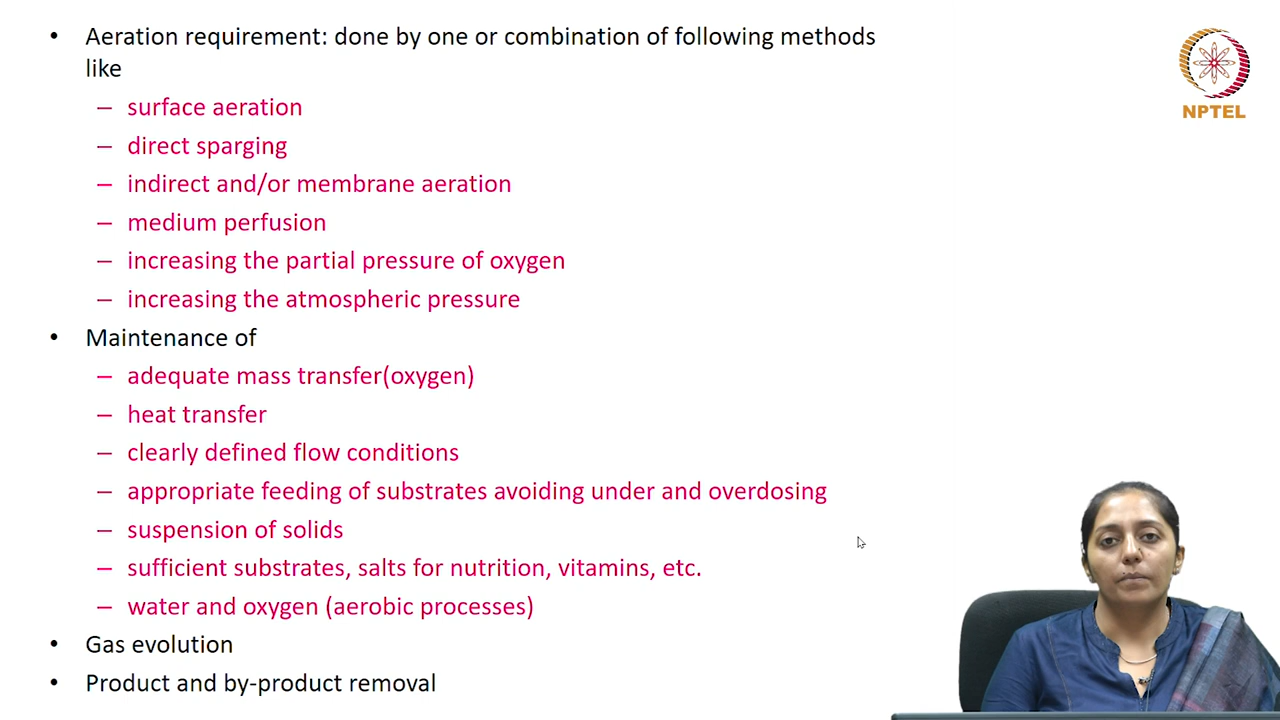 • Aeration requirement: done by one or combination of following methods
like
– surface aeration
– direct sparging
– indirect and/or membrane aeration
– medium perfusion
– increasing the partial pressure of oxygen
– increasing the atmospheric pressure
• Maintenance of
– adequate mass transfer(oxygen)
– heat transfer
– clearly defined flow conditions
– appropriate feeding of substrates avoiding under and overdosing
– suspension of solids
– sufficient substrates, salts for nutrition, vitamins, etc.
– water and oxygen (aerobic processes)
• Gas evolution
• Product and by-product removal
NPTEL